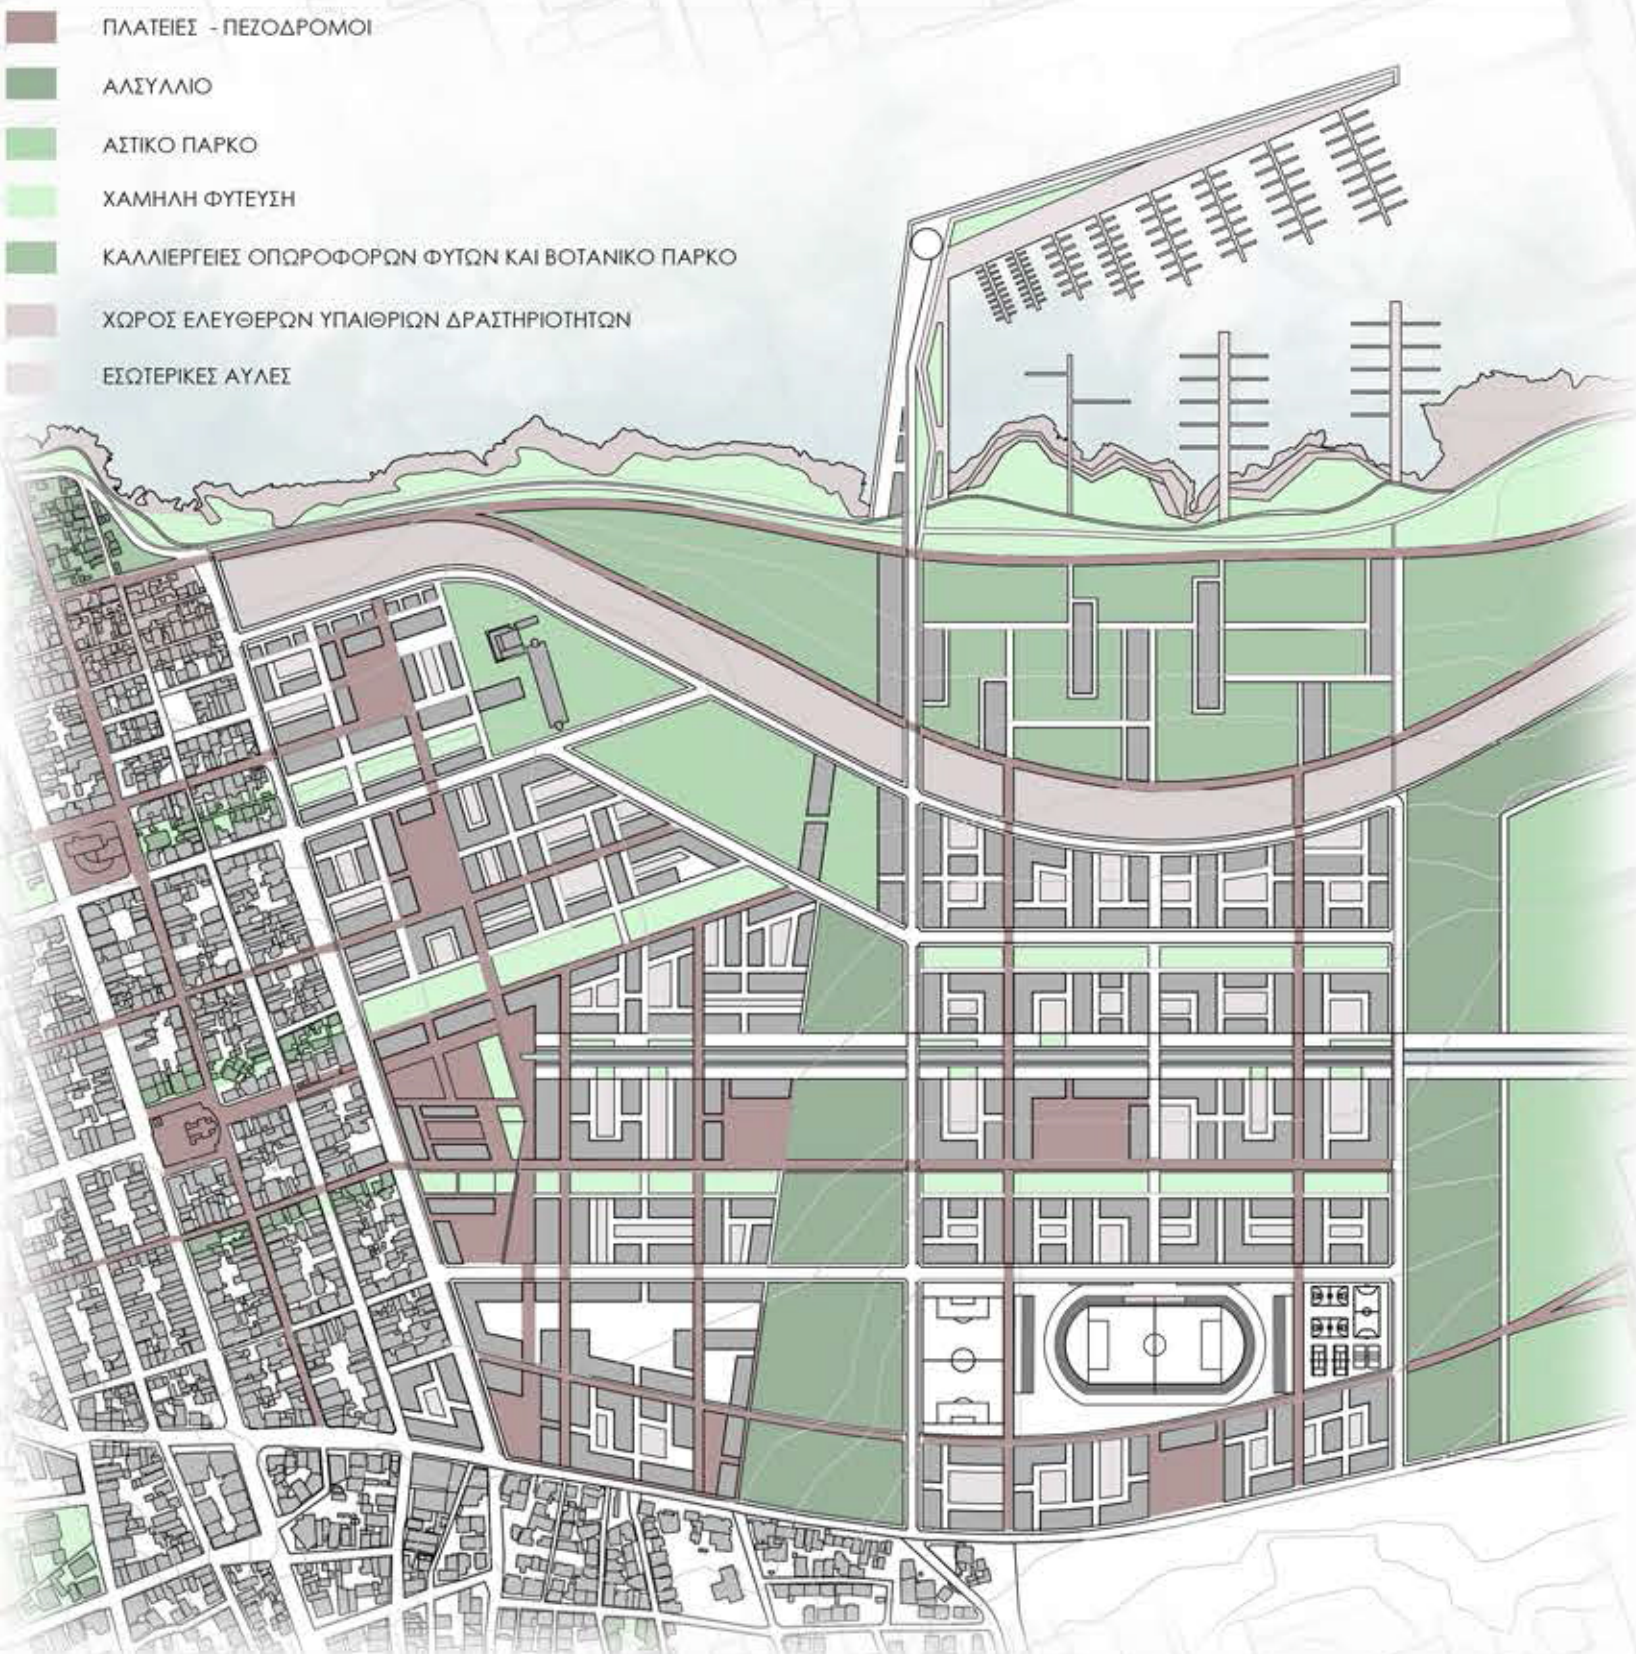 ΠΛΑΤΕΙΕΣ - ΠΕΖΟΔΡΟΜΟΙ
ΑΛΣΥΛΛΙΟ
ΑΣΤΙΚΟ ΠΑΡΚΟ
ΧΑΜΗΛΗ ΦΥΤΕΥΣΗ
ΚΑΛΛΙΕΡΓΕΙΕΣ ΟΠΩΡΟΦΟΡΩΝ ΦΥΤΩΝ ΚΑΙ ΒΟΤΑΝΙΚΟ ΠΑΡΚΟ
ΧΩΡΟΣ ΕΛΕΥΘΕΡΩΝ ΥΠΑΙΘΡΙΩΝ ΔΡΑΣΤΗΡΙΟΤΗΤΩΝ
ΕΣΩΤΕΡΙΚΕΣ ΑΥΛΕΣ